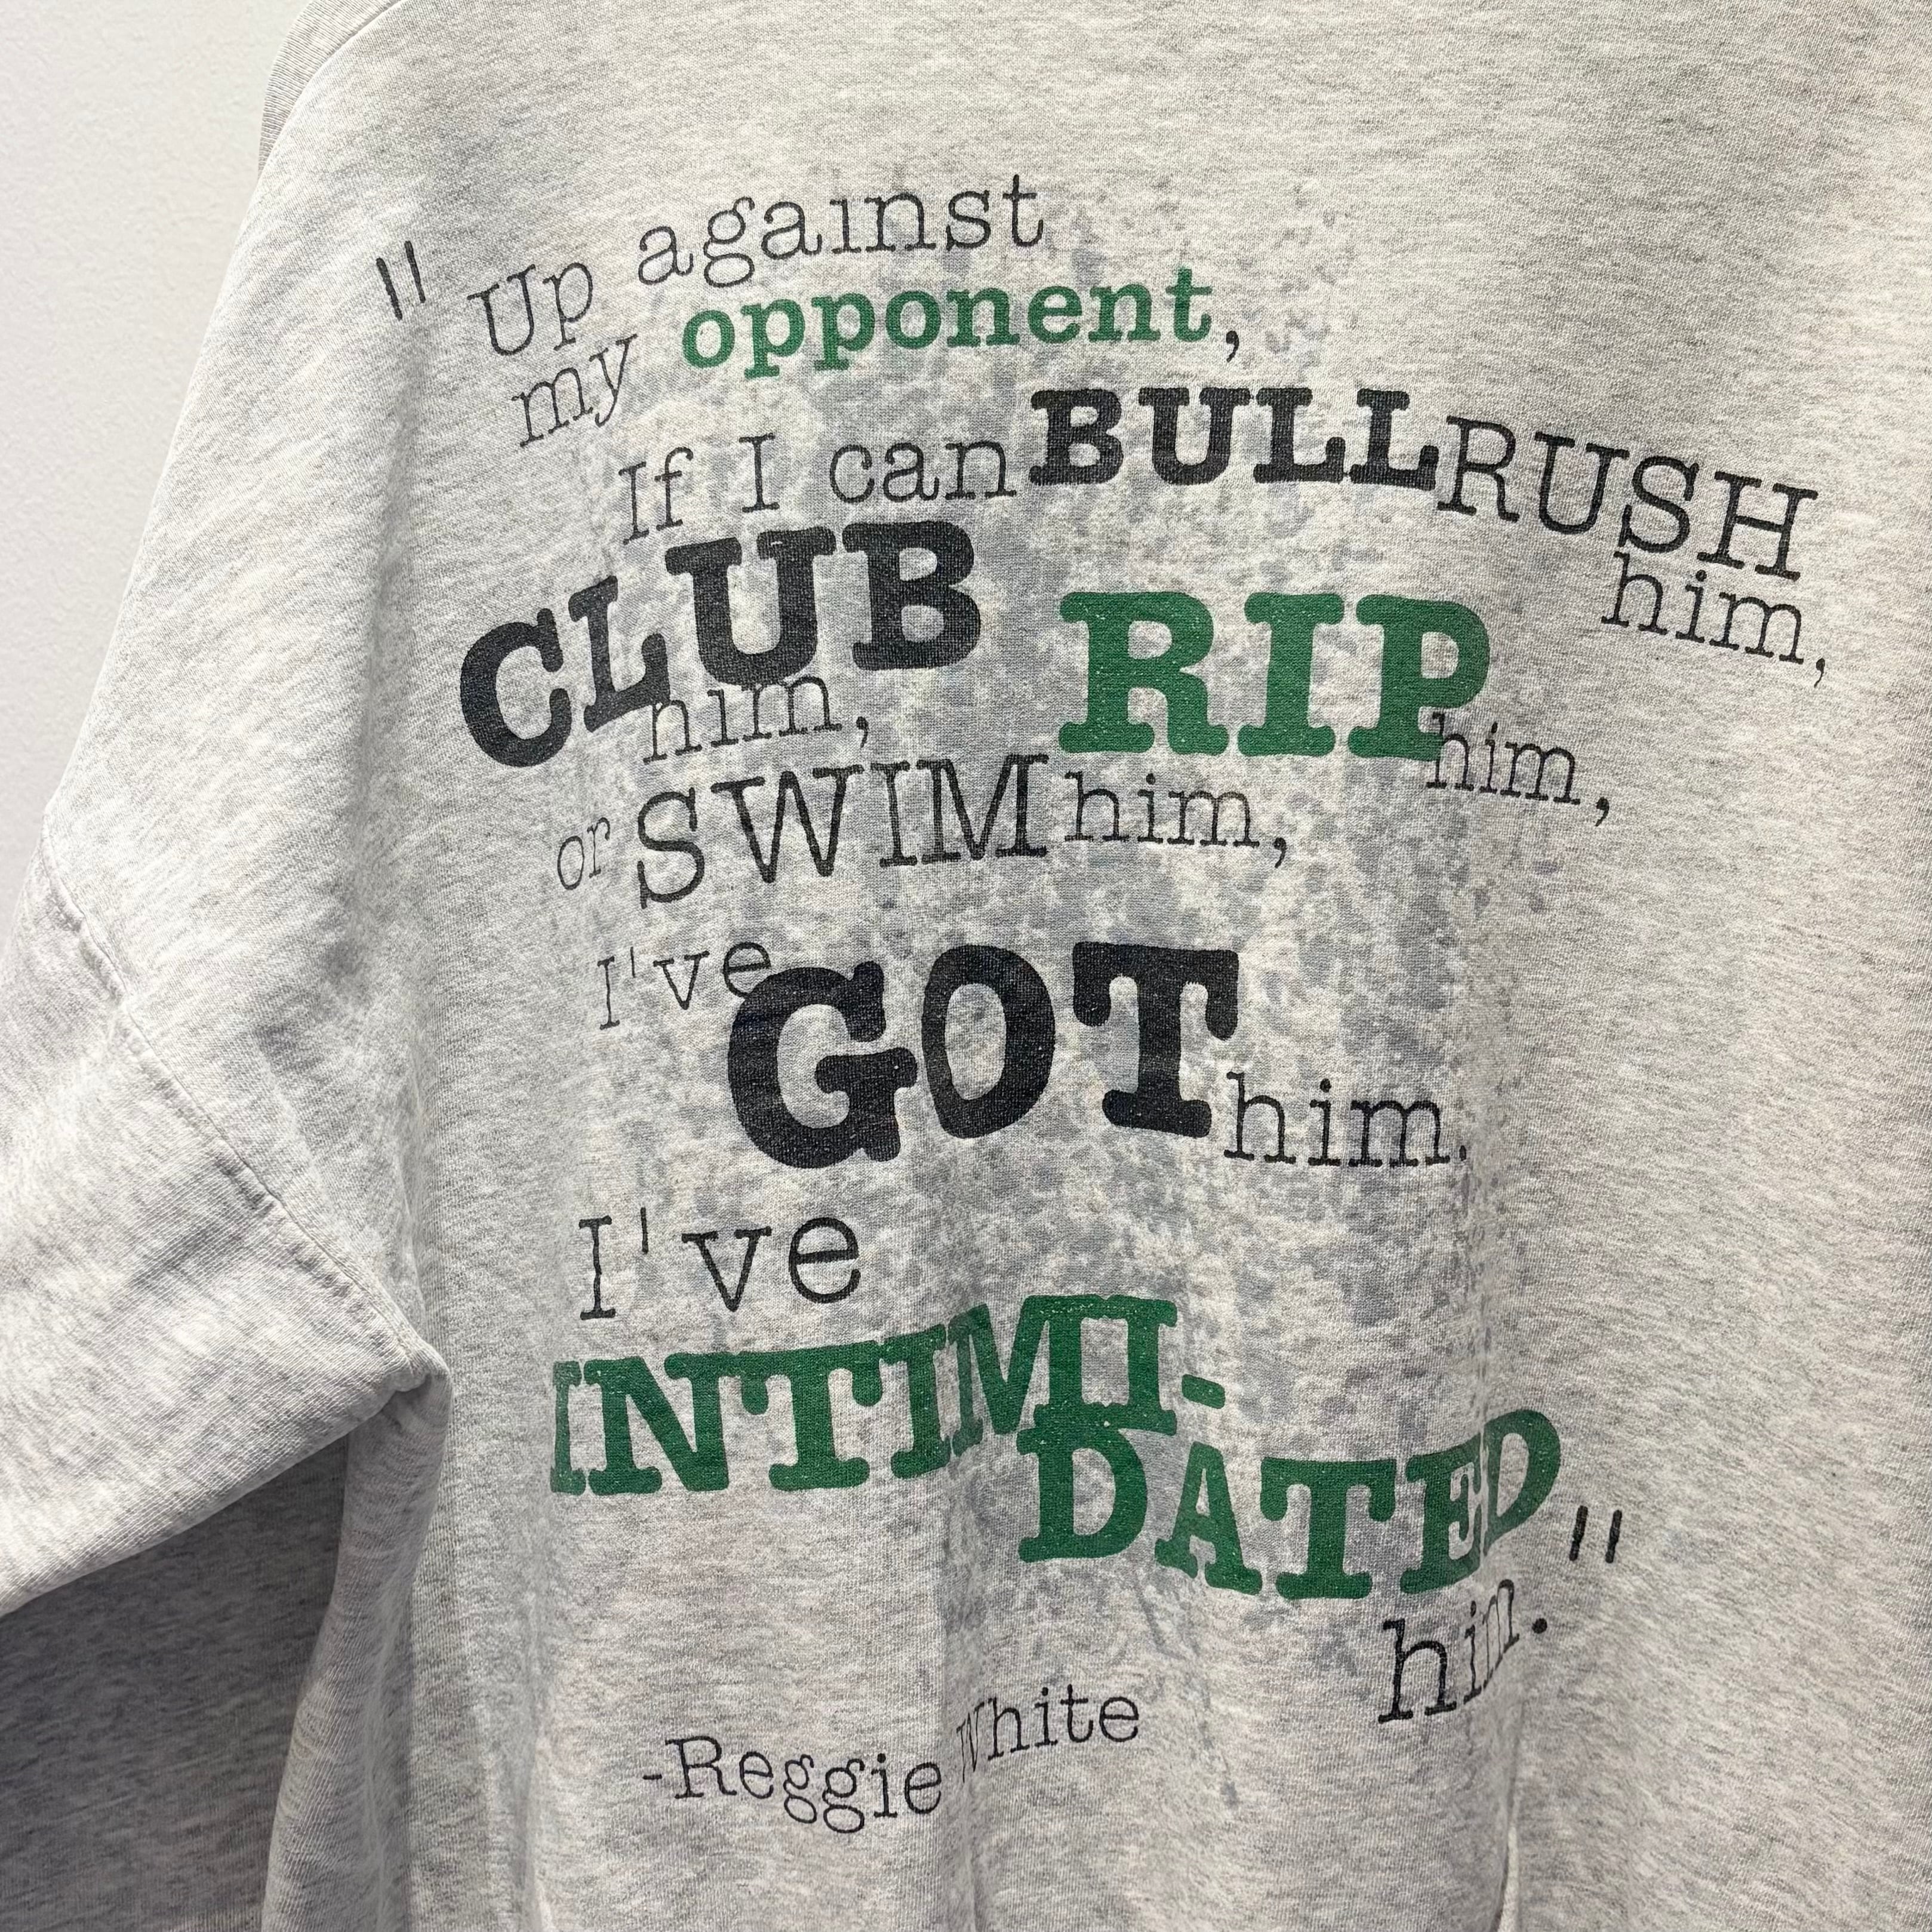 "Up against
my opponent,
If I can BULLRUSH
him,
CLUB
him, RIP
him,
or SWIM him,
I've GOT him.
I've
INTIMI-
DATED
him."
-Reggie White